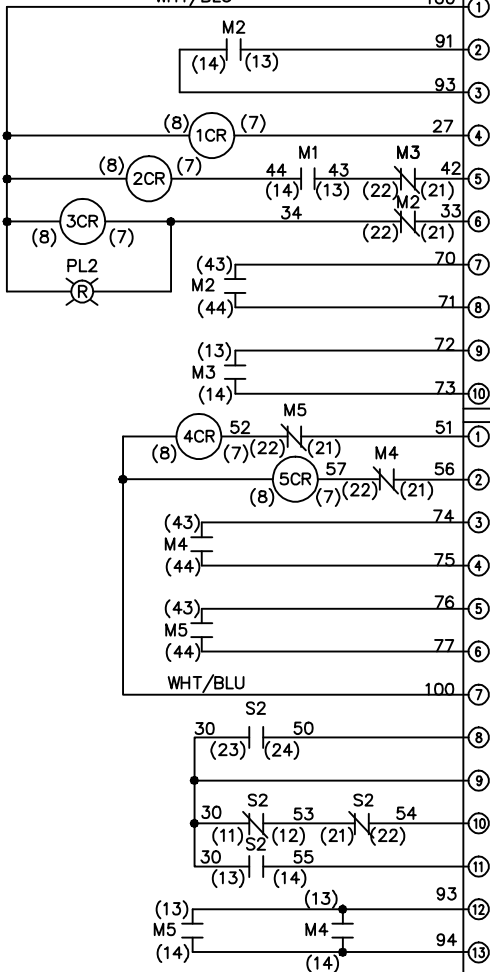 WHT/BLU 100 1
M2 91 2
(14) (13)
93 3
(8) 1CR (7) 27 4
M1 M3
(8) 2CR (7) 44 43 42 5
(14) (13) (22) (21)
M2
3CR 34 33 6
(8) (7) (22) (21)
PL2
R
(43) 70 7
M2
(44) 71 8
(13) 72 9
M3
(14) 73 10
M5
4CR 52 51 1
(8) (7) (22) (21)
M4
5CR 57 56 2
(8) (7) (22) (21)
(43) 74 3
M4
(44) 75 4
(43) 76 5
M5
(44) 77 6
WHT/BLU 100 7
S2
30 50 8
(23) (24)
9
S2 S2
30 53 54 10
(11) (12) (21) (22)
S2
30 55 11
(13) (14)
(13) (13) 93 12
M5 M4
(14) (14) 94 13